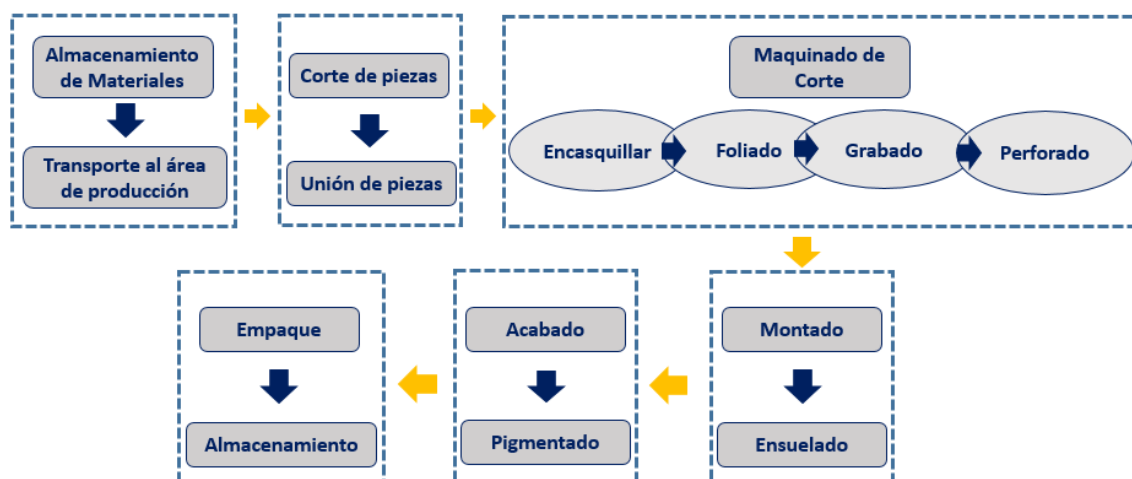 Almacenamiento
de Materiales
Transporte al área
de producción
Corte de piezas
Unión de piezas
Maquinado de
Corte
Encasquillar
Foliado
Grabado
Perforado
Montado
Ensuelado
Acabado
Pigmentado
Empaque
Almacenamiento